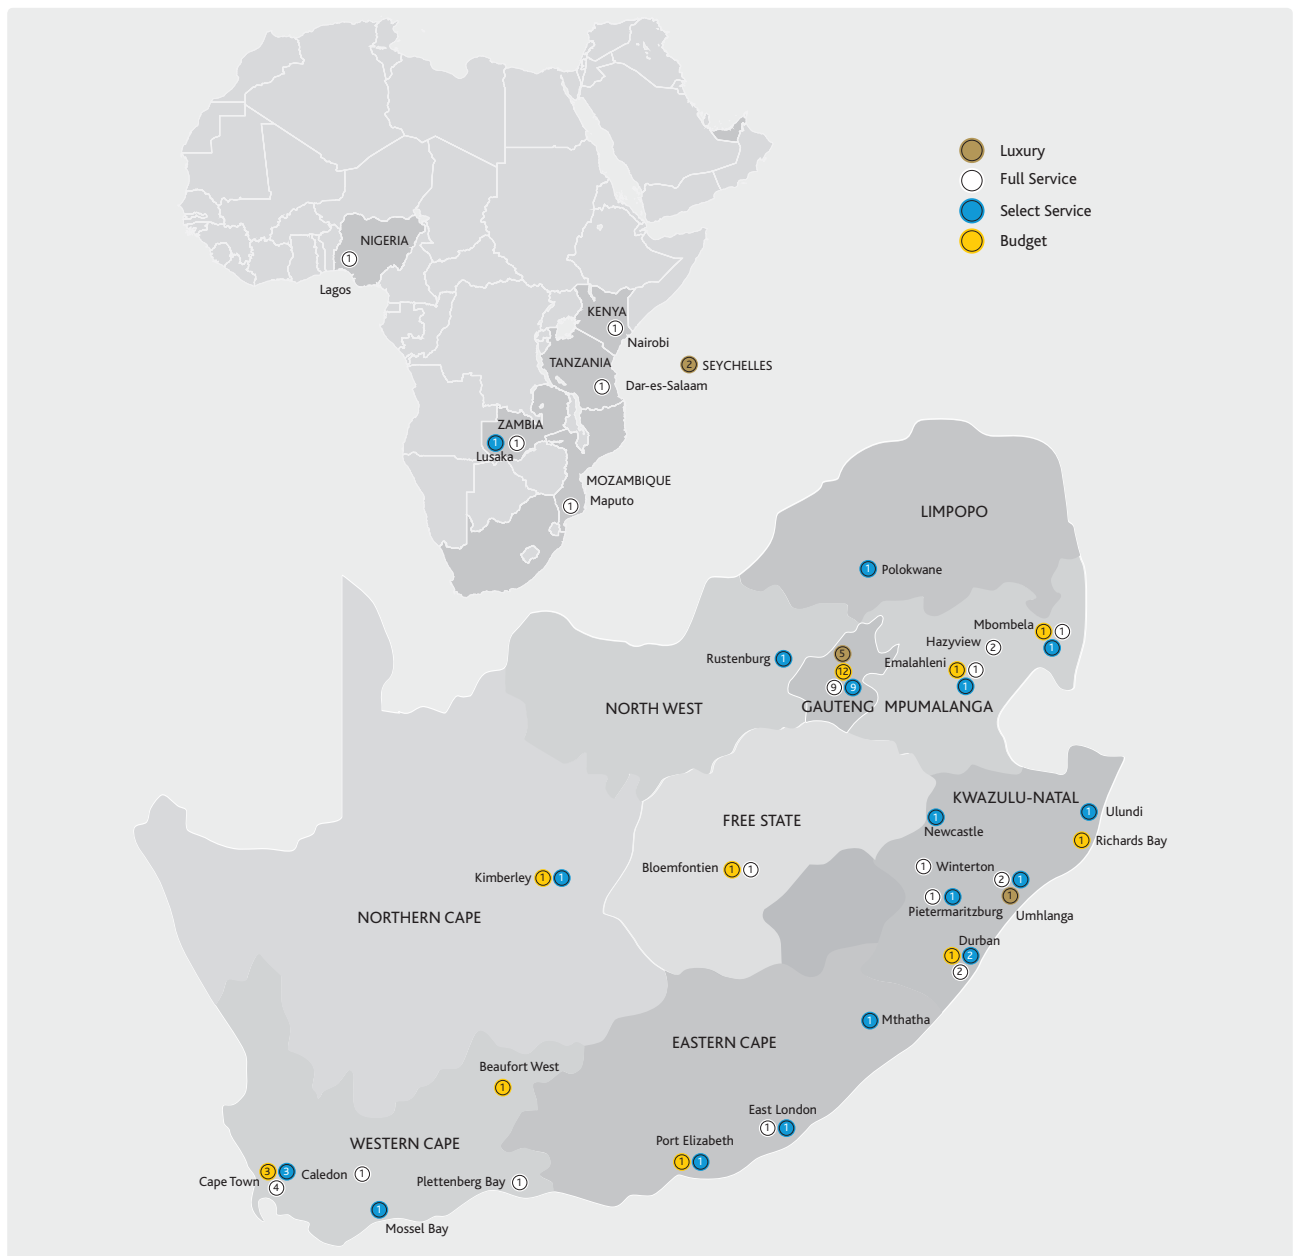 Luxury
Full Service
Select Service
Budget
NIGERIA
1
Lagos
KENYA
1
Nairobi
TANZANIA
2 SEYCHELLES
1 Dar-es-Salaam
ZAMBIA
1 1
Lusaka
MOZAMBIQUE
1 Maputo
LIMPOPO
1 Polokwane
Mbombela 1 1
1
Hazyview 2
Emalahleni 1 1
1
Rustenburg 1
5
12
9 9
NORTH WEST
GAUTENG
MPUMALANGA
KWAZULU-NATAL
1 Ulundi
1
Newcastle
1 Richards Bay
FREE STATE
Bloemfontien 1 1
1 Winterton
2 1
1
Umhlanga
1 1
Pietermaritzburg
Kimberley 1 1
NORTHERN CAPE
Durban
1 2
2
1 Mthatha
EASTERN CAPE
Beaufort West
1
East London
1 1
Port Elizabeth
1 1
WESTERN CAPE
Cape Town 3 3
4
Caledon 1
Plettenberg Bay 1
1
Mossel Bay